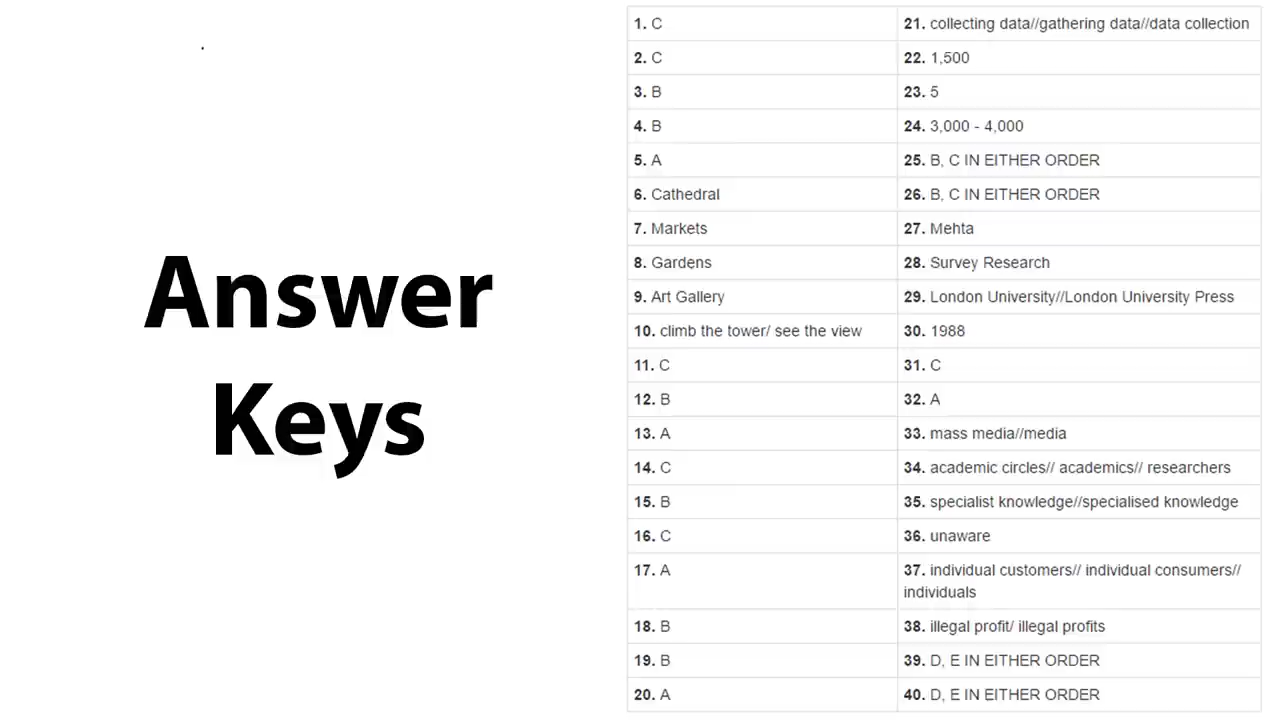 Answer
Keys
1. C
2. C
3. B
4. B
5. A
6. Cathedral
7. Markets
8. Gardens
9. Art Gallery
10. climb the tower/ see the view
11. C
12. B
13. A
14. C
15. B
16. C
17. A
18. B
19. B
20. A
21. collecting data//gathering data//data collection
22. 1,500
23. 5
24. 3,000 - 4,000
25. B, C IN EITHER ORDER
26. B, C IN EITHER ORDER
27. Mehta
28. Survey Research
29. London University//London University Press
30. 1988
31. C
32. A
33. mass media//media
34. academic circles// academics// researchers
35. specialist knowledge//specialised knowledge
36. unaware
37. individual customers// individual consumers//
individuals
38. illegal profit/ illegal profits
39. D, E IN EITHER ORDER
40. D, E IN EITHER ORDER